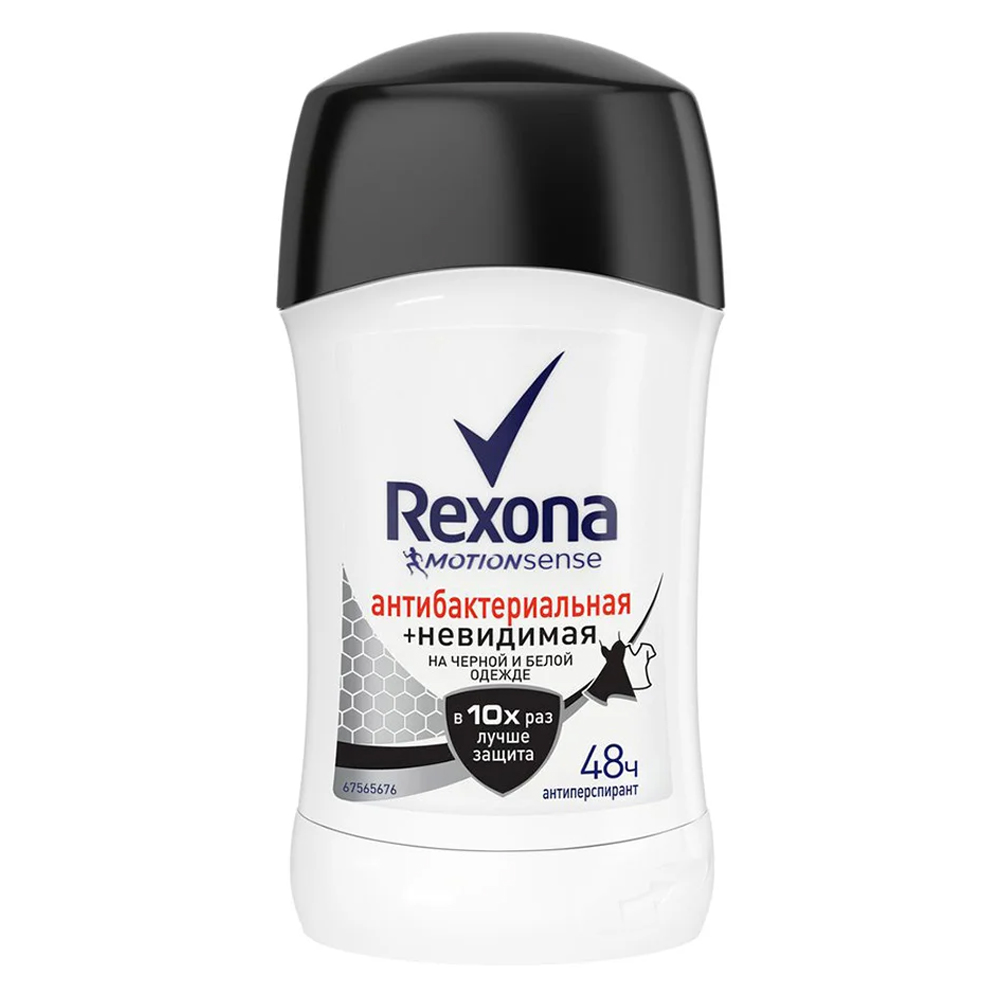 Rexona
MOTIONsense
антибактериальная
+невидимая
НА ЧЕРНОЙ И БЕЛОЙ
ОДЕЖДЕ
в 10x раз
лучше
защита
48ч
антиперспирант
67565676